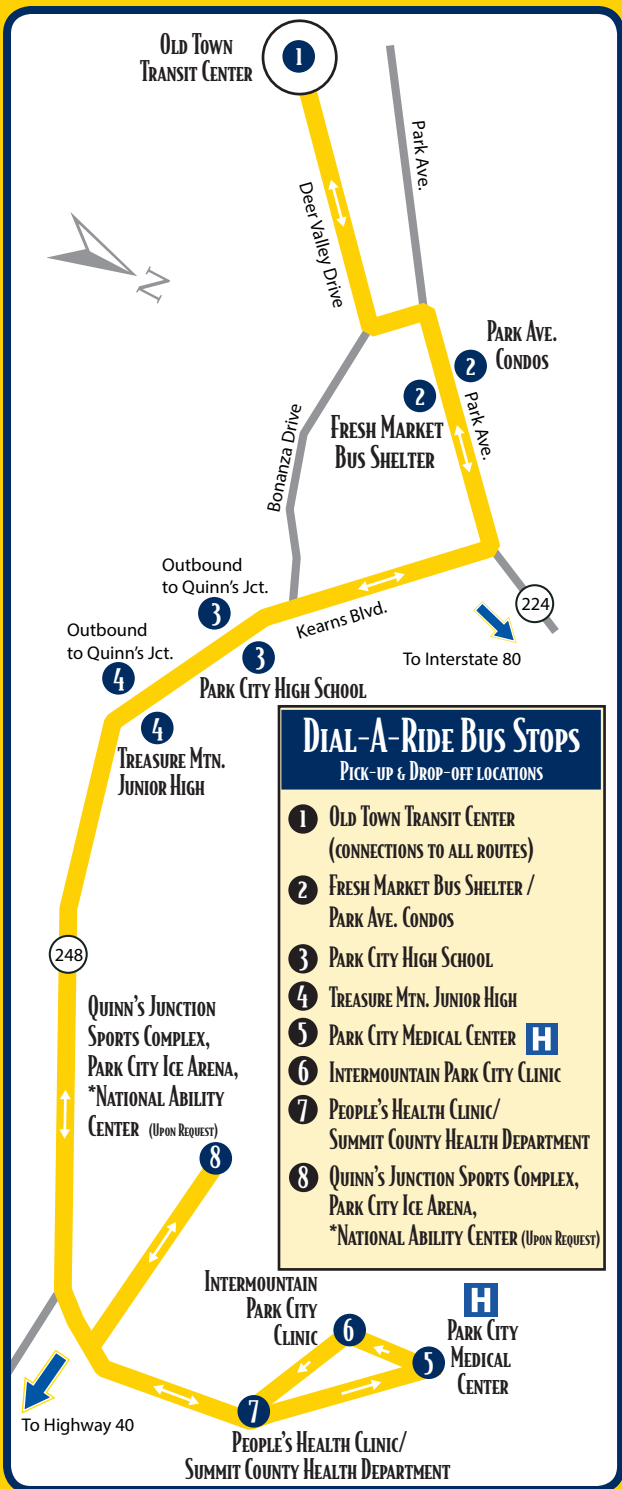 Old Town
Transit Center
1
Park Ave.
Deer Valley Drive
N
Park Ave.
Condos
2
2
Park Ave.
Fresh Market
Bus Shelter
Bonanza Drive
Outbound
to Quinn's Jct.
3
Kearns Blvd.
224
To Interstate 80
Outbound
to Quinn's Jct.
4
3
Park City High School
4
Treasure Mtn.
Junior High
Dial-A-Ride Bus Stops
Pick-up & Drop-off locations
1 Old Town Transit Center
(connections to all routes)
2 Fresh Market Bus Shelter /
Park Ave. Condos
3 Park City High School
4 Treasure Mtn. Junior High
5 Park City Medical Center H
6 Intermountain Park City Clinic
7 People's Health Clinic/
Summit County Health Department
8 Quinn's Junction Sports Complex,
Park City Ice Arena,
*National Ability Center (Upon Request)
248
Quinn's Junction
Sports Complex,
Park City Ice Arena,
*National Ability
Center (Upon Request)
8
Intermountain
Park City
Clinic
6
H
Park City
Medical
Center
5
7
To Highway 40
People's Health Clinic/
Summit County Health Department